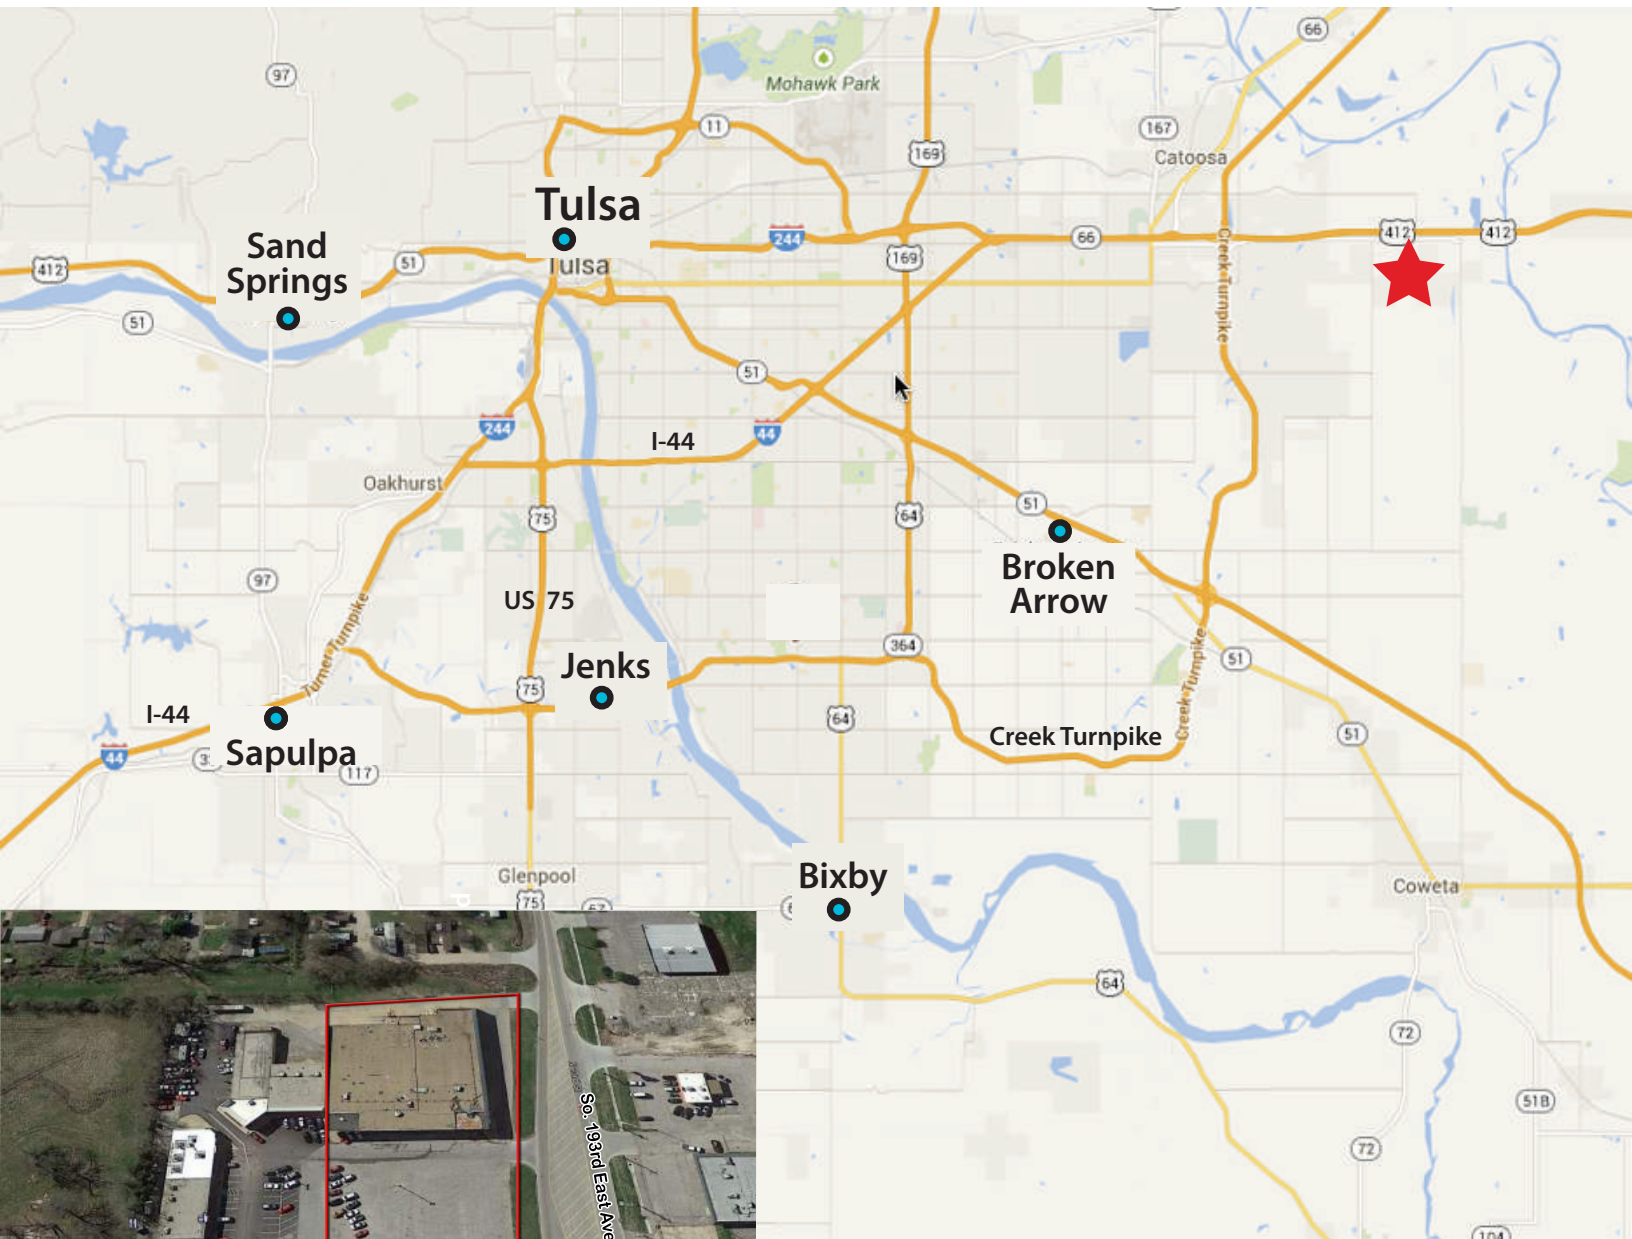 66
97
Mohawk Park
11
167
169
Catoosa
Tulsa
412
412
Sand
Springs
244
66
51
412
169
Tulsa
Creek Turnpike
51
51
244
44
I-44
Oakhurst
51
75
64
Broken
Arrow
97
US 75
Turner Turnpike
364
Jenks
51
75
Creek Turnpike
I-44
64
Creek Turnpike
51
44
Sapulpa
117
Glenpool
Bixby
Coweta
75
67
64
72
So. 193rd East Ave
51B
72
104